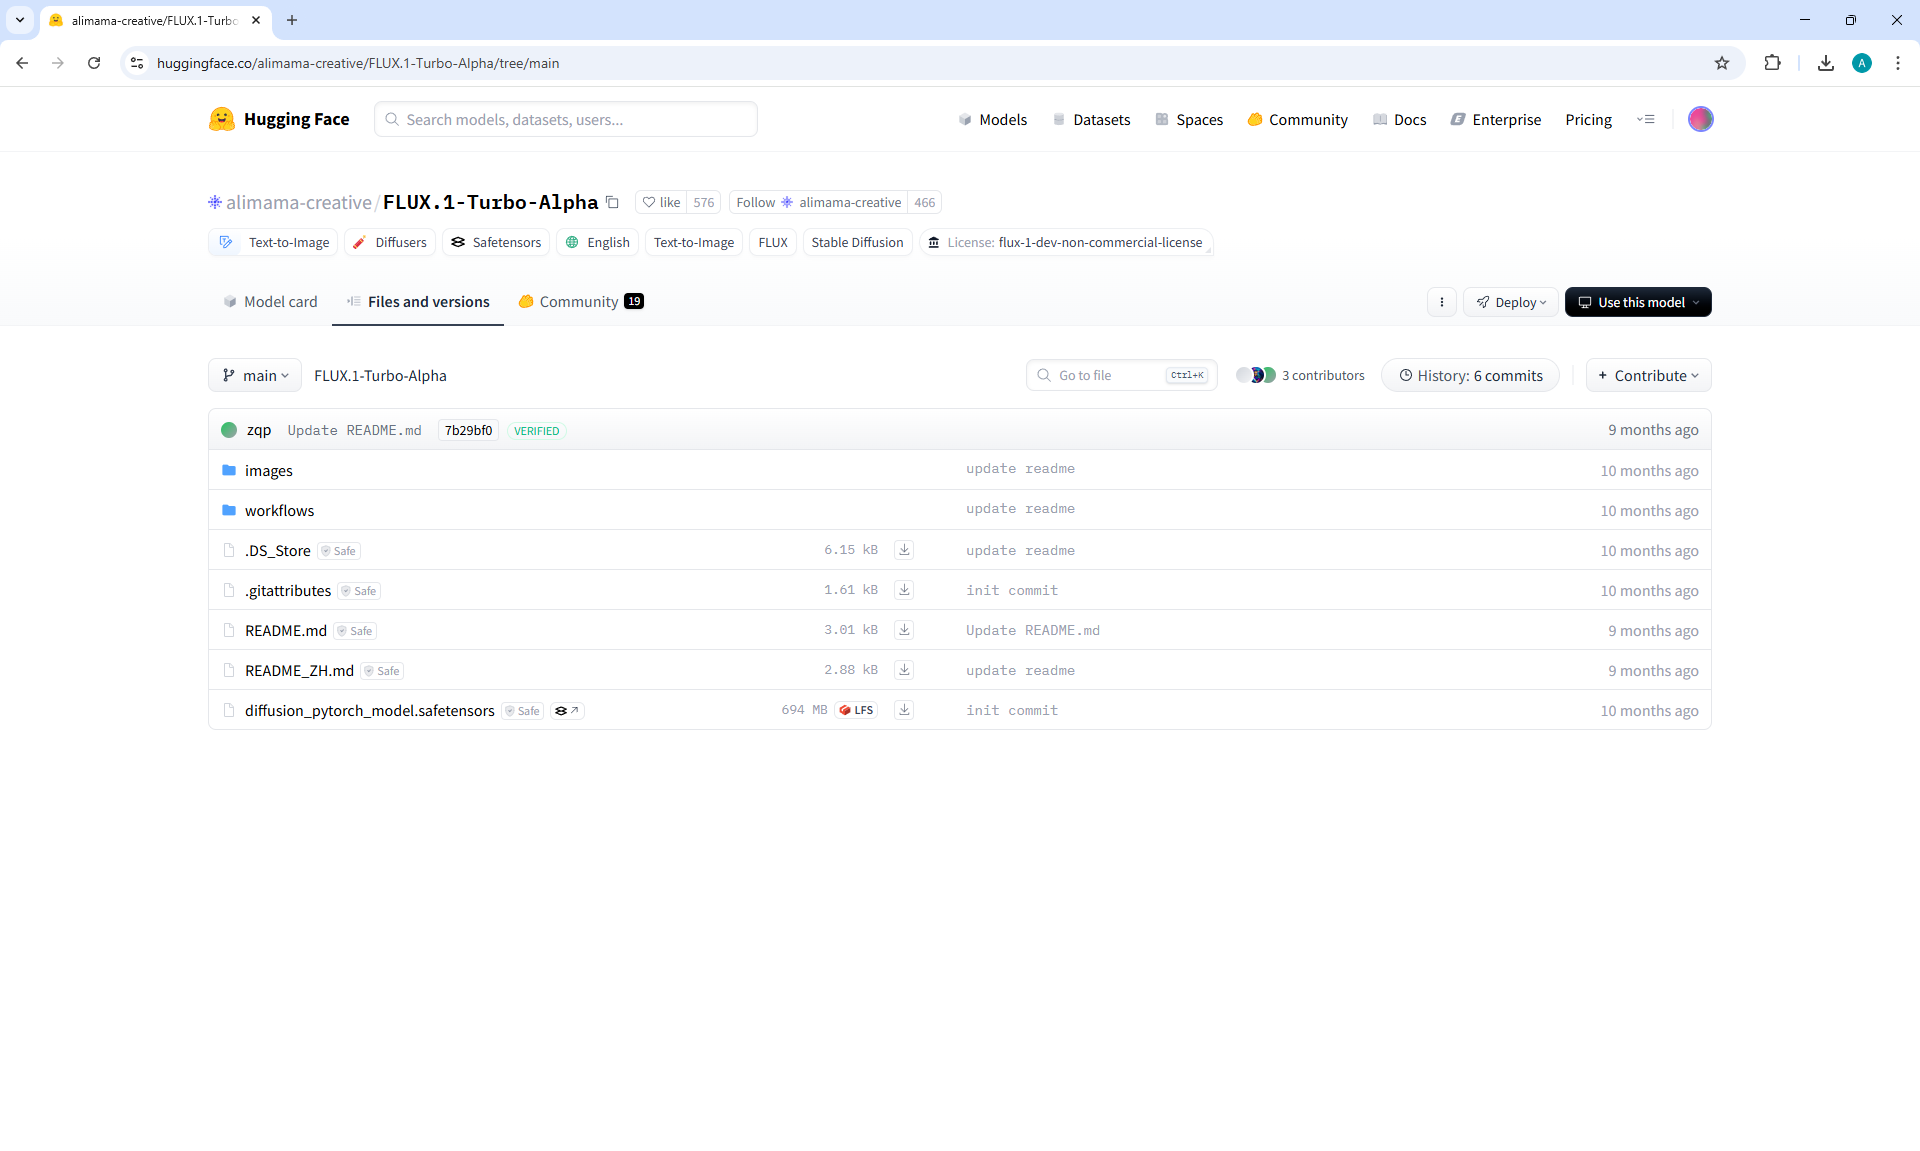 alimama-creative/FLUX.1-Turbo
huggingface.co/alimama-creative/FLUX.1-Turbo-Alpha/tree/main
A
Hugging Face
Search models, datasets, users...
Models
Datasets
Spaces
Community
Docs
Enterprise
Pricing
alimama-creative/FLUX.1-Turbo-Alpha
like 576
Follow alimama-creative 466
Text-to-Image
Diffusers
Safetensors
English
Text-to-Image
FLUX
Stable Diffusion
License: flux-1-dev-non-commercial-license
Model card
Files and versions
Community 19
Deploy
Use this model
main
FLUX.1-Turbo-Alpha
Go to file Ctrl+K
3 contributors
History: 6 commits
+ Contribute
zqp Update README.md 7b29bf0 VERIFIED 9 months ago
images update readme 10 months ago
workflows update readme 10 months ago
.DS_Store Safe 6.15 kB update readme 10 months ago
.gitattributes Safe 1.61 kB init commit 10 months ago
README.md Safe 3.01 kB Update README.md 9 months ago
README_ZH.md Safe 2.88 kB update readme 9 months ago
diffusion_pytorch_model.safetensors Safe 694 MB LFS init commit 10 months ago